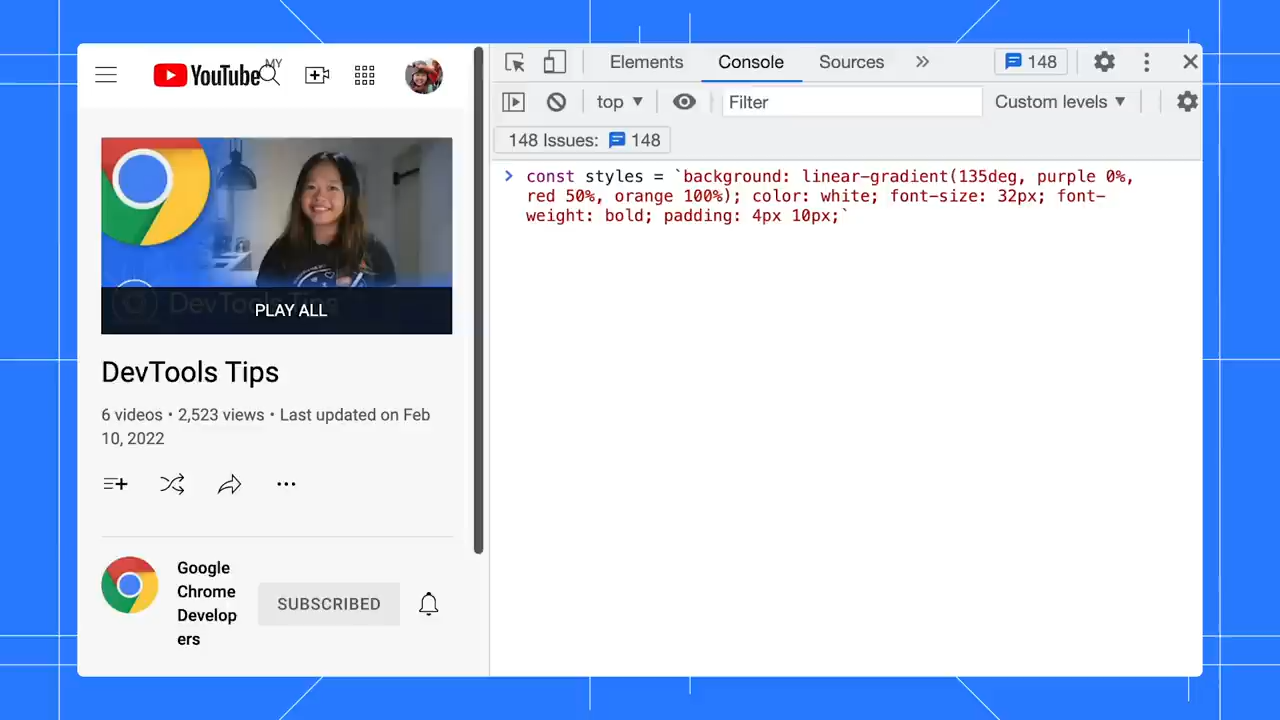 YouTube MY
DevTools Tips
PLAY ALL
DevTools Tips
6 videos • 2,523 views • Last updated on Feb
10, 2022
Google
Chrome
Develop
ers
SUBSCRIBED
Elements Console Sources » 148
top ▼ Filter Custom levels ▼
148 Issues: 148
> const styles = `background: linear-gradient(135deg, purple 0%,
red 50%, orange 100%); color: white; font-size: 32px; font-
weight: bold; padding: 4px 10px;`